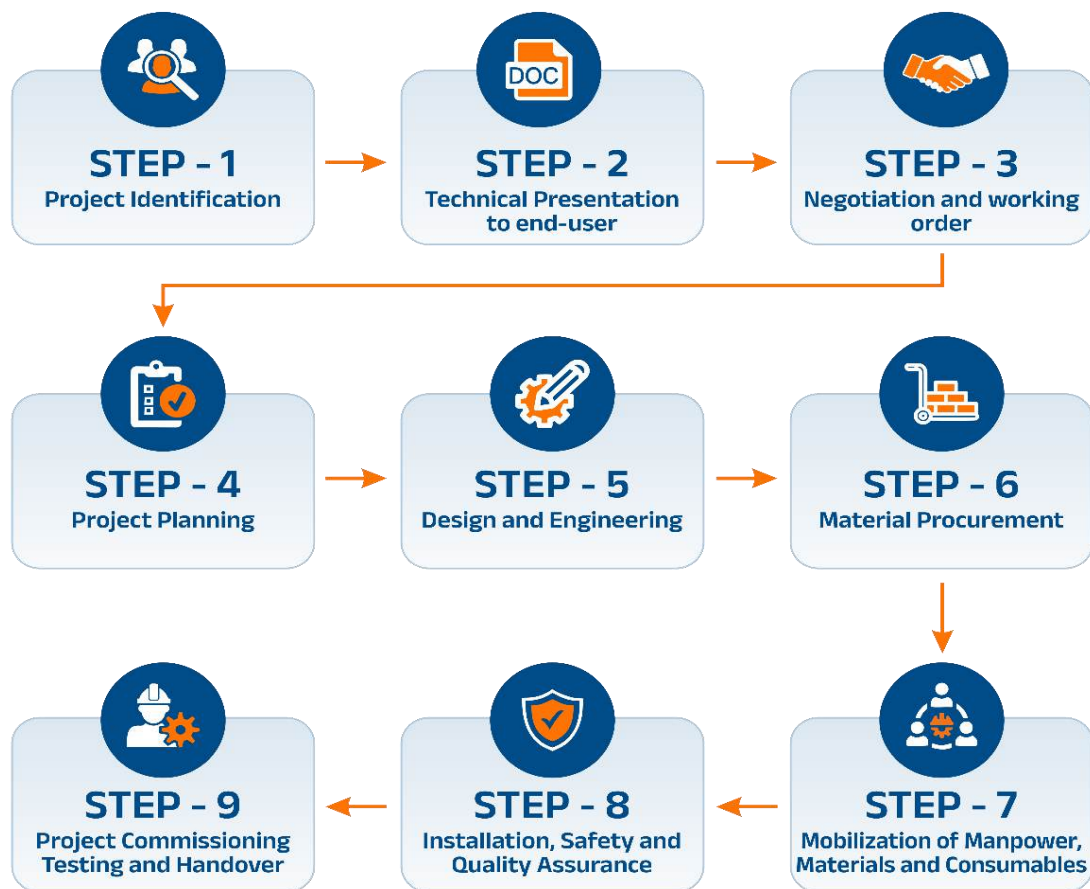 DOC
STEP - 1
Project Identification
STEP - 2
Technical Presentation
to end-user
STEP - 3
Negotiation and working
order
STEP - 4
Project Planning
STEP - 5
Design and Engineering
STEP - 6
Material Procurement
STEP - 7
Mobilization of Manpower,
Materials and Consumables
STEP - 8
Installation, Safety and
Quality Assurance
STEP - 9
Project Commissioning
Testing and Handover